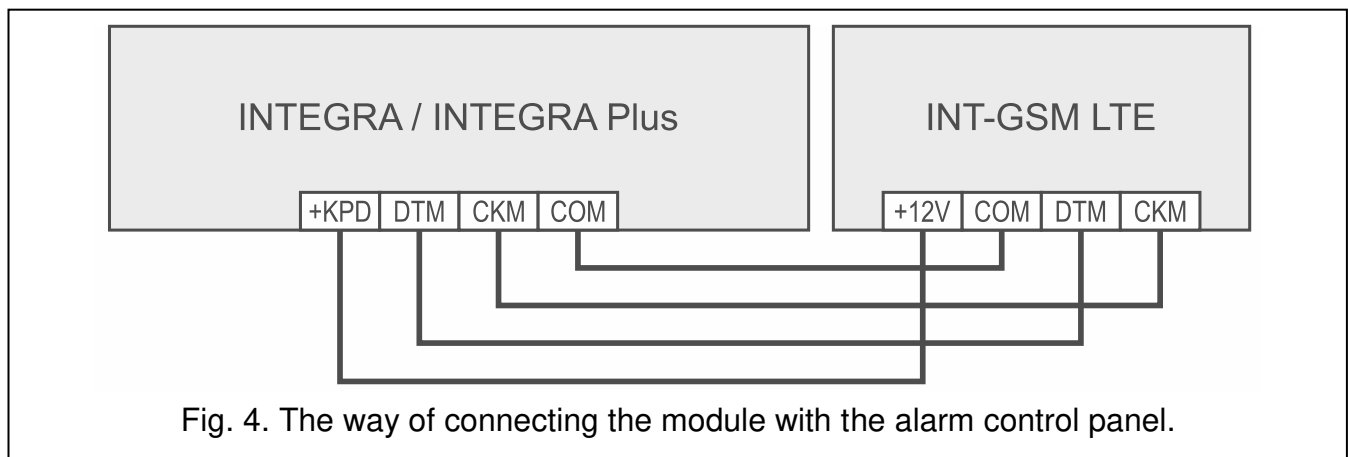 INTEGRA / INTEGRA Plus
INT-GSM LTE
+KPD DTM CKM COM
+12V COM DTM CKM
Fig. 4. The way of connecting the module with the alarm control panel.